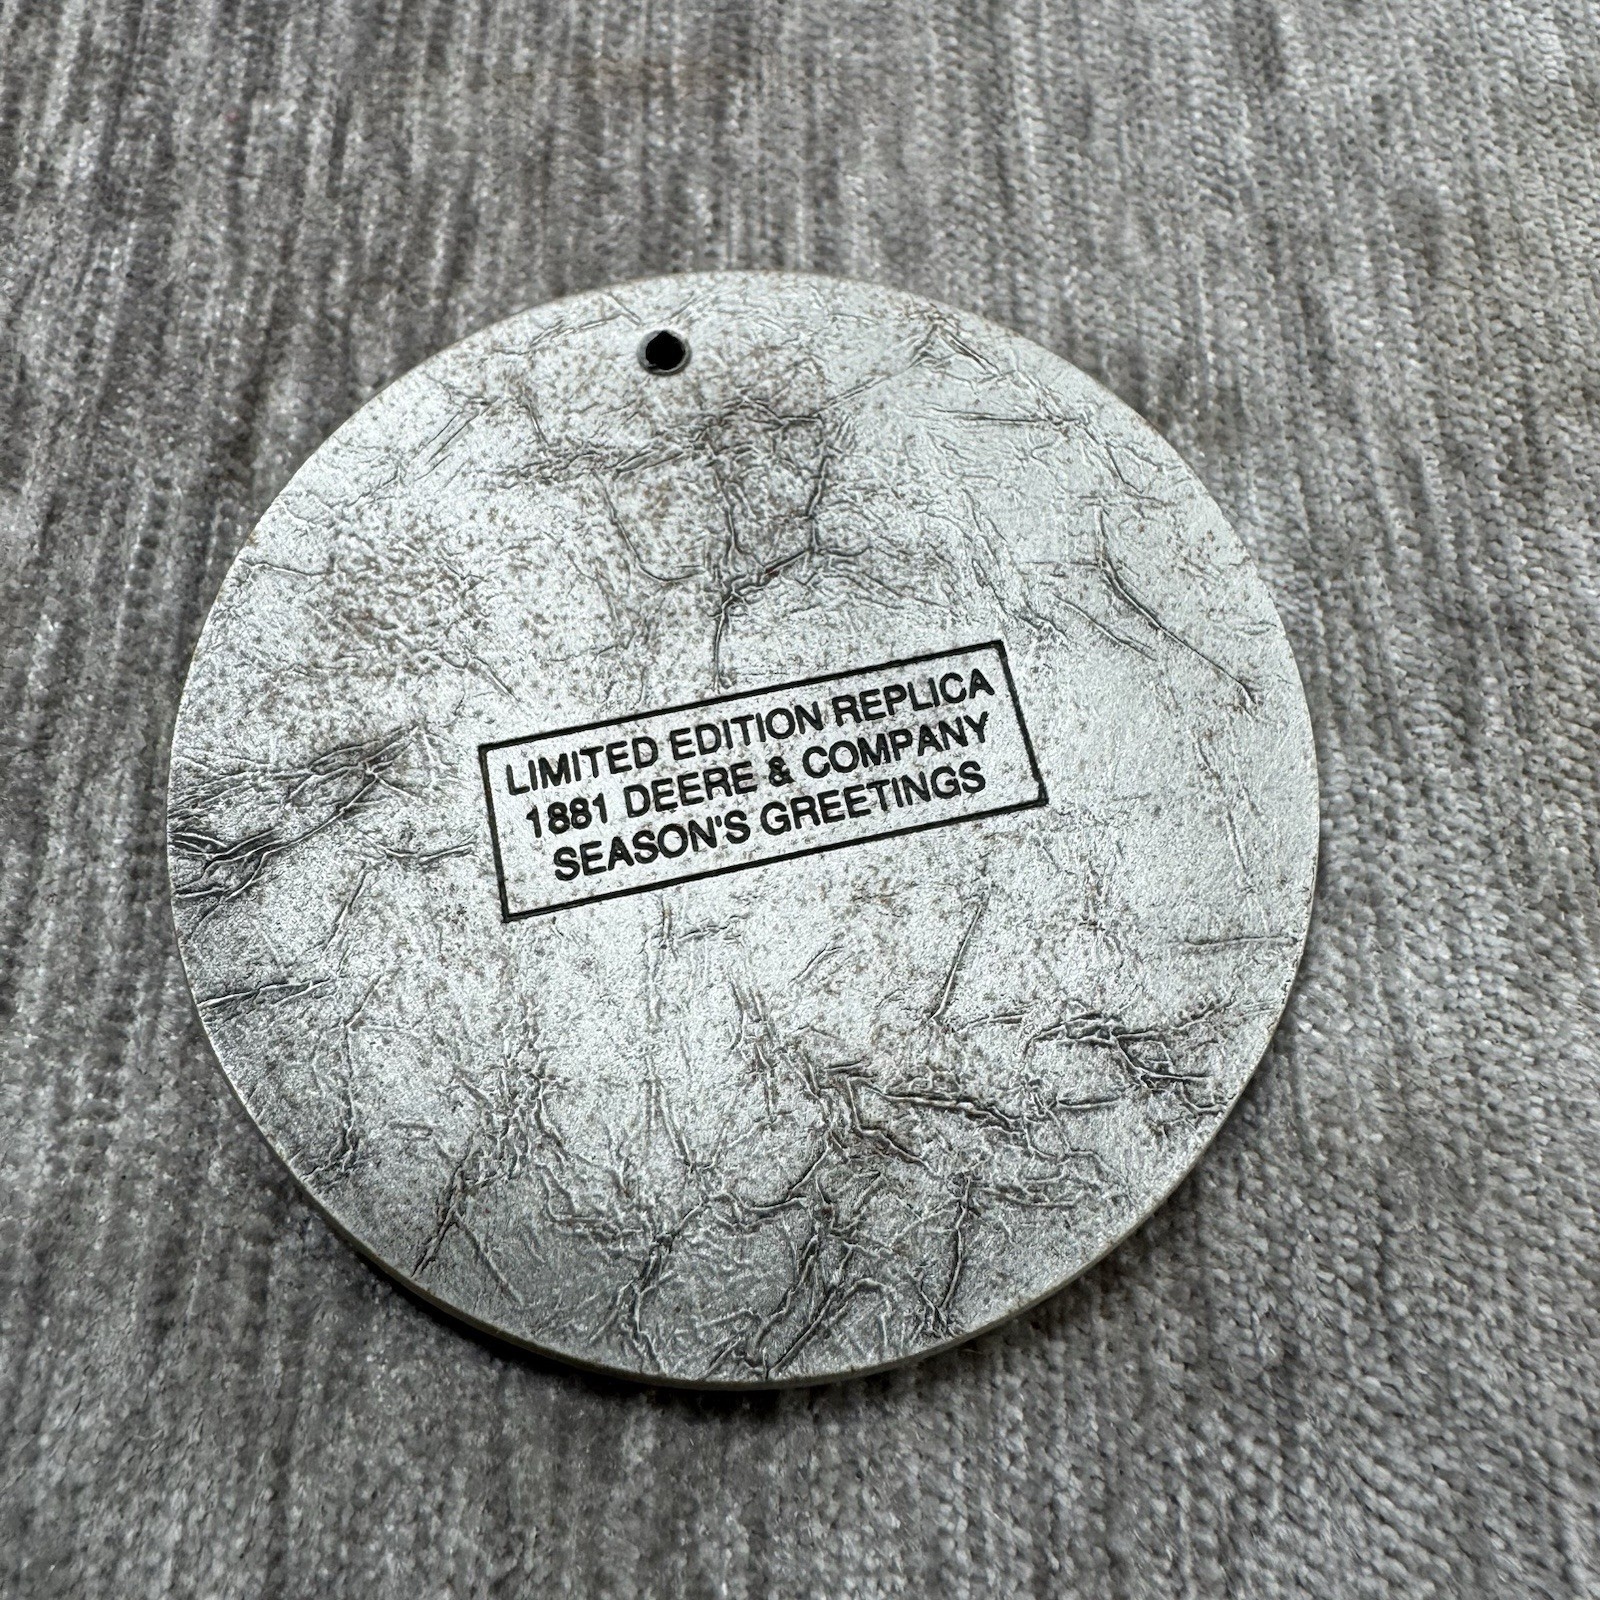 LIMITED EDITION REPLICA
1881 DEERE & COMPANY
SEASON'S GREETINGS